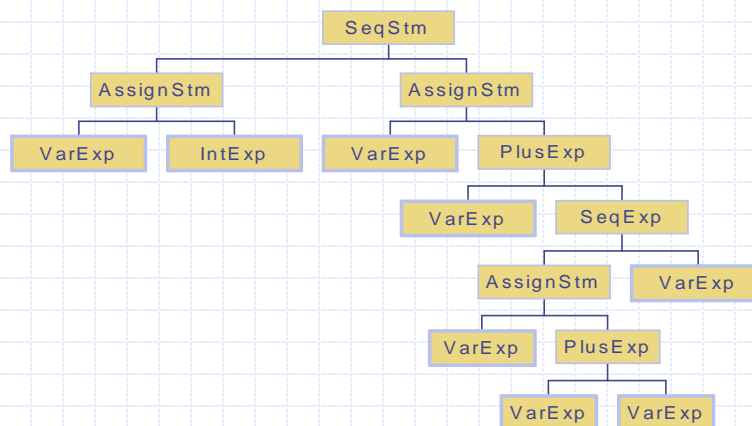 SeqStm
AssignStm AssignStm
VarExp IntExp VarExp PlusExp
VarExp SeqExp
AssignStm VarExp
VarExp PlusExp
VarExp VarExp